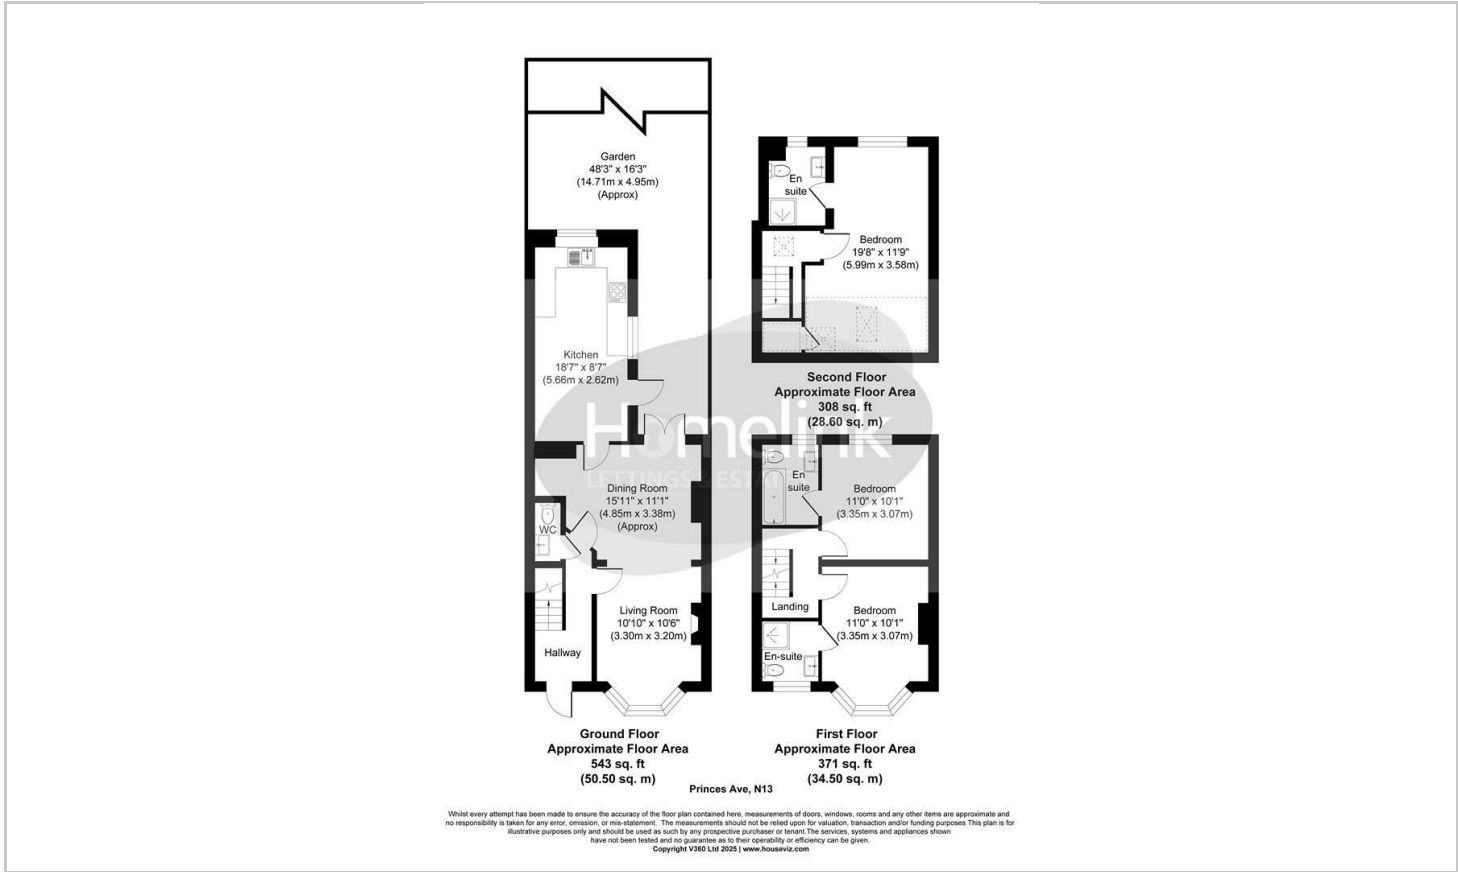 Garden
48'3" x 16'3"
(14.71m x 4.95m)
(Approx)
Kitchen
18'7" x 8'7"
(5.66m x 2.62m)
Dining Room
15'11" x 11'1"
(4.85m x 3.38m)
(Approx)
WC
Living Room
10'10" x 10'6"
(3.30m x 3.20m)
Hallway
Ground Floor
Approximate Floor Area
543 sq. ft
(50.50 sq. m)
En
suite
Bedroom
19'8" x 11'9"
(5.99m x 3.58m)
Second Floor
Approximate Floor Area
308 sq. ft
(28.60 sq. m)
En
suite
Bedroom
11'0" x 10'1"
(3.35m x 3.07m)
Landing
Bedroom
11'0" x 10'1"
(3.35m x 3.07m)
En-suite
First Floor
Approximate Floor Area
371 sq. ft
(34.50 sq. m)
Homelink
LETTINGS & ESTAT
Princes Ave, N13
Whilst every attempt has been made to ensure the accuracy of the floor plan contained here, measurements of doors, windows, rooms and any other items are approximate and
no responsibility is taken for any error, omission, or mis-statement. The measurements should not be relied upon for valuation, transaction and/or funding purposes This plan is for
illustrative purposes only and should be used as such by any prospective purchaser or tenant.The services, systems and appliances shown
have not been tested and no guarantee as to their operability or efficiency can be given.
Copyright V360 Ltd 2025 | www.houseviz.com